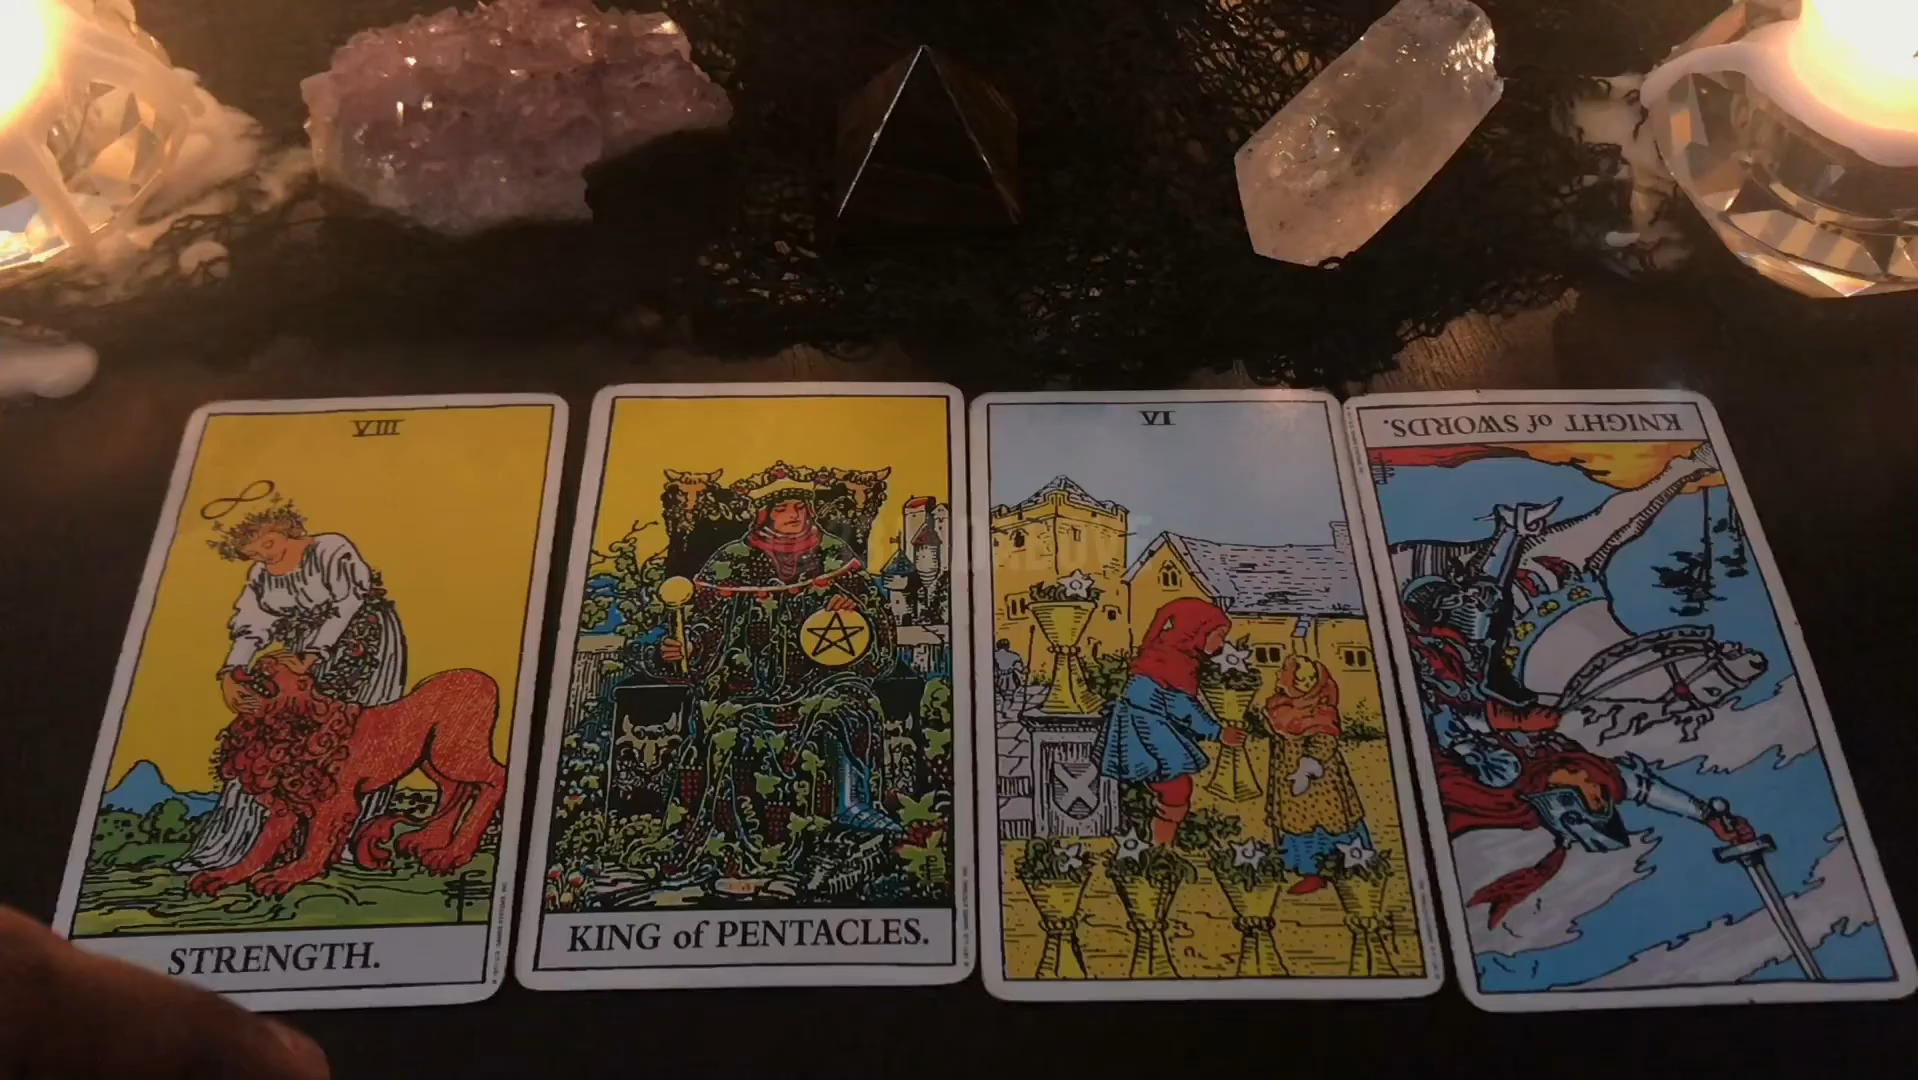 VIII
STRENGTH.
KING of PENTACLES.
VI
KNIGHT of SWORDS.